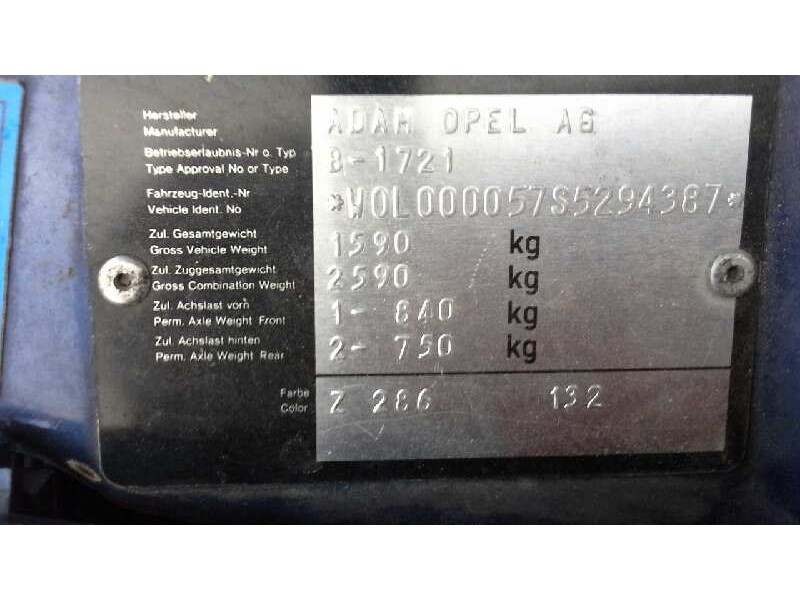 Hersteller
Manufacturer
ADAM OPEL AG
Betriebserlaubnis-Nr o. Typ
Type Approval No or Type
B-1721
Fahrzeug-Ident.-Nr
Vehicle Ident. No
*W0L000057S5294387*
Zul. Gesamtgewicht
Gross Vehicle Weight
1590 kg
Zul. Zuggesamtgewicht
Gross Combination Weight
2590 kg
Zul. Achslast vorn
Perm. Axle Weight Front
1- 840 kg
Zul. Achslast hinten
Perm. Axle Weight Rear
2- 750 kg
Farbe
Color
Z 286 132